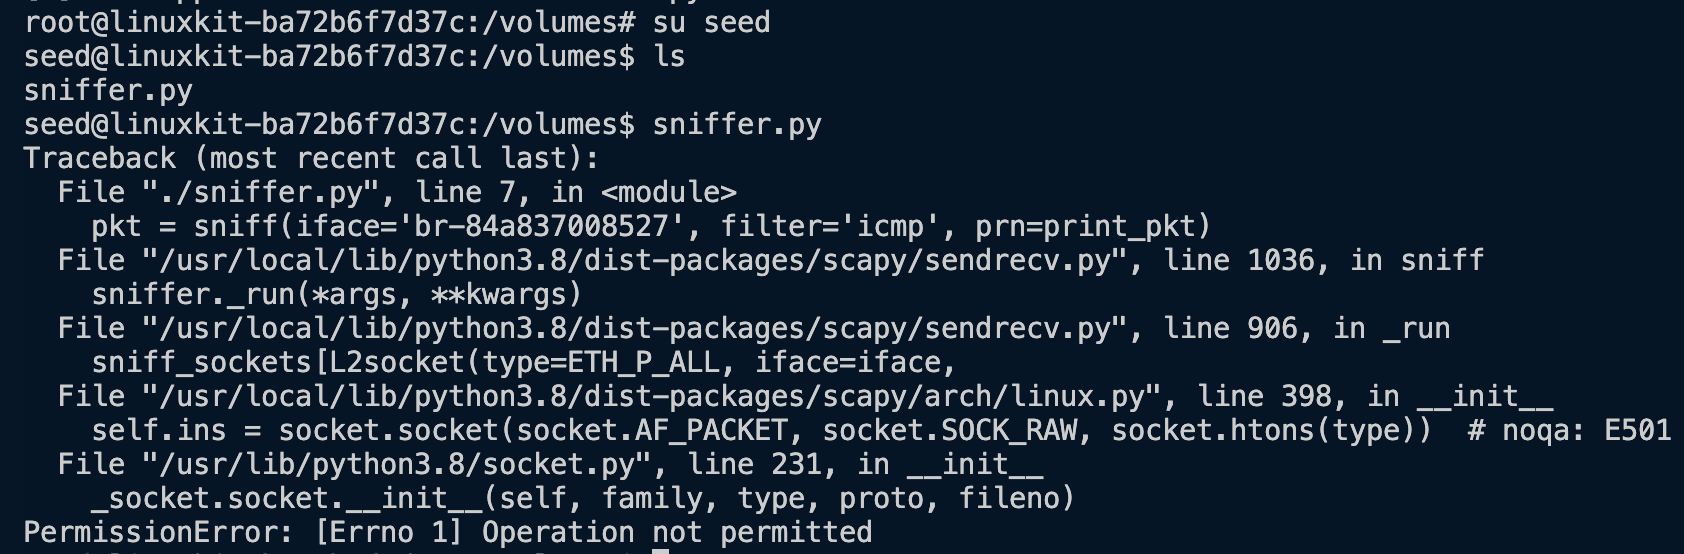 root@linuxkit-ba72b6f7d37c:/volumes# su seed
seed@linuxkit-ba72b6f7d37c:/volumes$ ls
sniffer.py
seed@linuxkit-ba72b6f7d37c:/volumes$ sniffer.py
Traceback (most recent call last):
  File "./sniffer.py", line 7, in <module>
    pkt = sniff(iface='br-84a837008527', filter='icmp', prn=print_pkt)
  File "/usr/local/lib/python3.8/dist-packages/scapy/sendrecv.py", line 1036, in sniff
    sniffer._run(*args, **kwargs)
  File "/usr/local/lib/python3.8/dist-packages/scapy/sendrecv.py", line 906, in _run
    sniff_sockets[L2socket(type=ETH_P_ALL, iface=iface,
  File "/usr/local/lib/python3.8/dist-packages/scapy/arch/linux.py", line 398, in __init__
    self.ins = socket.socket(socket.AF_PACKET, socket.SOCK_RAW, socket.htons(type))  # noqa: E501
  File "/usr/lib/python3.8/socket.py", line 231, in __init__
    _socket.socket.__init__(self, family, type, proto, fileno)
PermissionError: [Errno 1] Operation not permitted